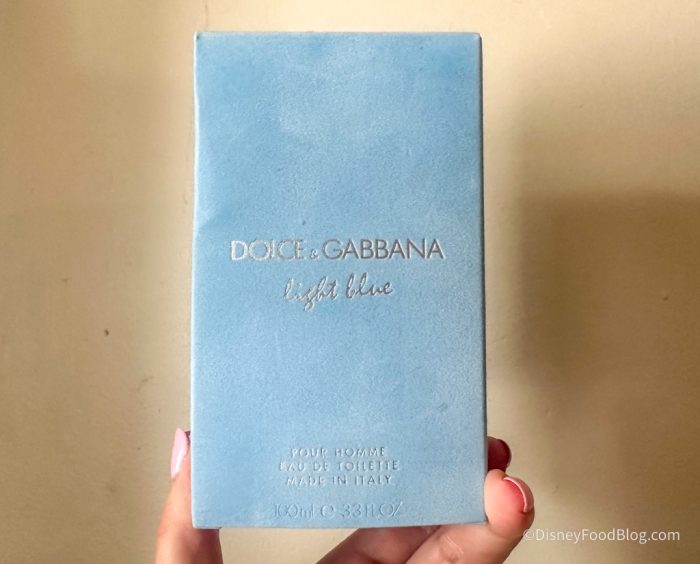 DOLCE & GABBANA
light blue
POUR HOMME
EAU DE TOILETTE
MADE IN ITALY
100ml ℮ 3.3 FL.OZ
©DisneyFoodBlog.com